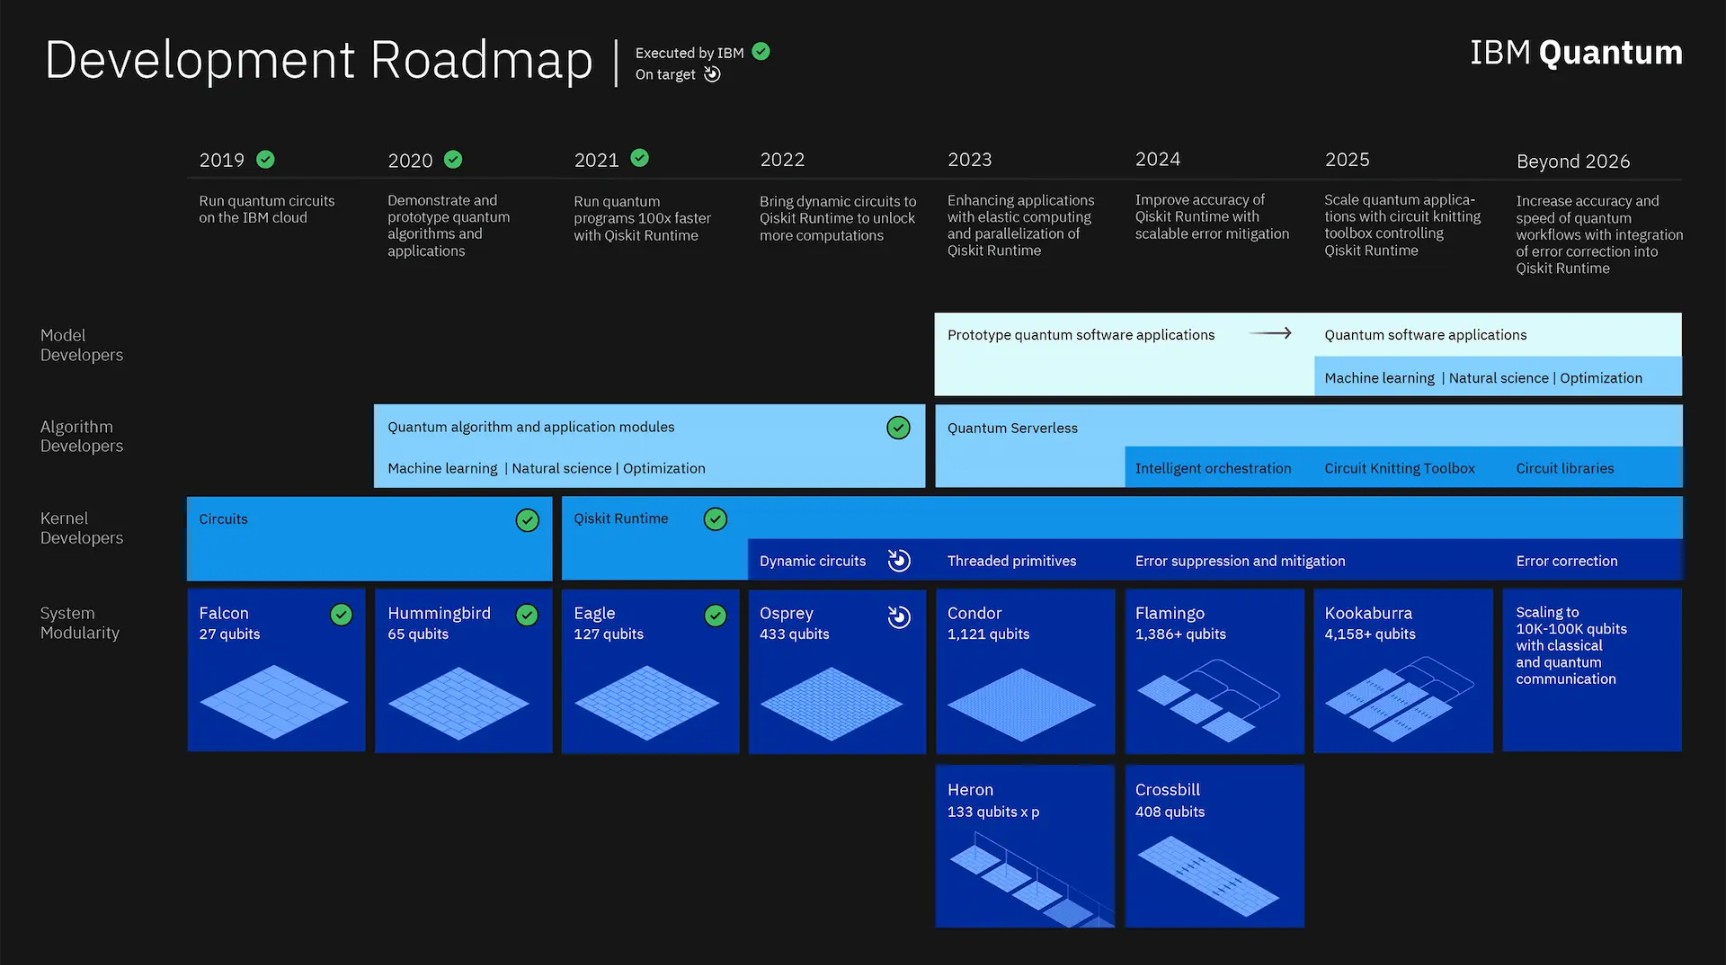 Development Roadmap
Executed by IBM
On target
IBM Quantum
2019
2020
2021
2022
2023
2024
2025
Beyond 2026
Run quantum circuits
on the IBM cloud
Demonstrate and
prototype quantum
algorithms and
applications
Run quantum
programs 100x faster
with Qiskit Runtime
Bring dynamic circuits to
Qiskit Runtime to unlock
more computations
Enhancing applications
with elastic computing
and parallelization of
Qiskit Runtime
Improve accuracy of
Qiskit Runtime with
scalable error mitigation
Scale quantum applica-
tions with circuit knitting
toolbox controlling
Qiskit Runtime
Increase accuracy and
speed of quantum
workflows with integration
of error correction into
Qiskit Runtime
Model
Developers
Prototype quantum software applications
Quantum software applications
Machine learning | Natural science | Optimization
Algorithm
Developers
Quantum algorithm and application modules
Machine learning | Natural science | Optimization
Quantum Serverless
Intelligent orchestration
Circuit Knitting Toolbox
Circuit libraries
Kernel
Developers
Circuits
Qiskit Runtime
Dynamic circuits
Threaded primitives
Error suppression and mitigation
Error correction
System
Modularity
Falcon
27 qubits
Hummingbird
65 qubits
Eagle
127 qubits
Osprey
433 qubits
Condor
1,121 qubits
Flamingo
1,386+ qubits
Kookaburra
4,158+ qubits
Scaling to
10K-100K qubits
with classical
and quantum
communication
Heron
133 qubits x p
Crossbill
408 qubits